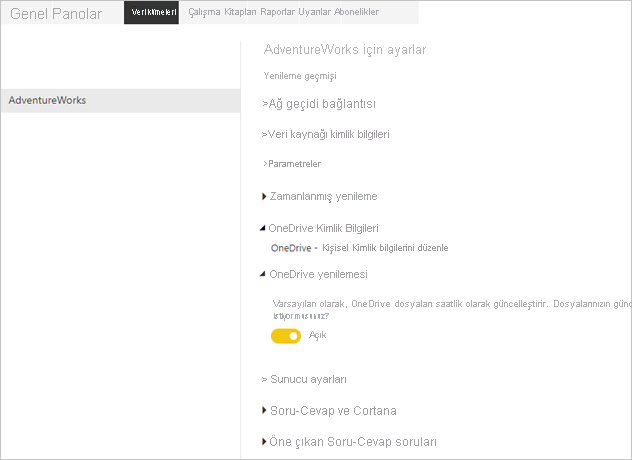 Genel Panolar Veri kümeleri Çalışma Kitapları Raporlar Uyarılar Abonelikler
AdventureWorks için ayarlar
Yenileme geçmişi
AdventureWorks
>Ağ geçidi bağlantısı
>Veri kaynağı kimlik bilgileri
>Parametreler
Zamanlanmış yenileme
OneDrive Kimlik Bilgileri
OneDrive - Kişisel Kimlik bilgilerini düzenle
OneDrive yenilemesi
Varsayılan olarak, OneDrive dosyaları saatlik olarak güncelleştirir. Dosyalarınızın günc
istiyor musunuz?
Açık
> Sunucu ayarları
Soru-Cevap ve Cortana
Öne çıkan Soru-Cevap soruları